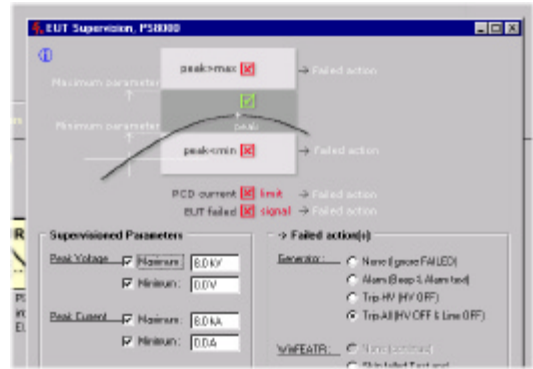 EUT Supervision, PS8000
peak>max → Failed action
Maximum parameter
Minimum parameter
peak
peak<min → Failed action
PCD current limit → Failed action
EUT failed signal → Failed action
Supervisioned Parameters
Peak Voltage Maximum: 8.0 kV
Minimum: 0.0 V
Peak Current Maximum: 8.0 kA
Minimum: 0.0 A
→ Failed action(s)
Generator: None (Ignore FAILED)
Alarm (Beep & Alarm text)
Trip HV (HV OFF)
Trip All (HV OFF & Line OFF)
WinFEATR: None (continue)